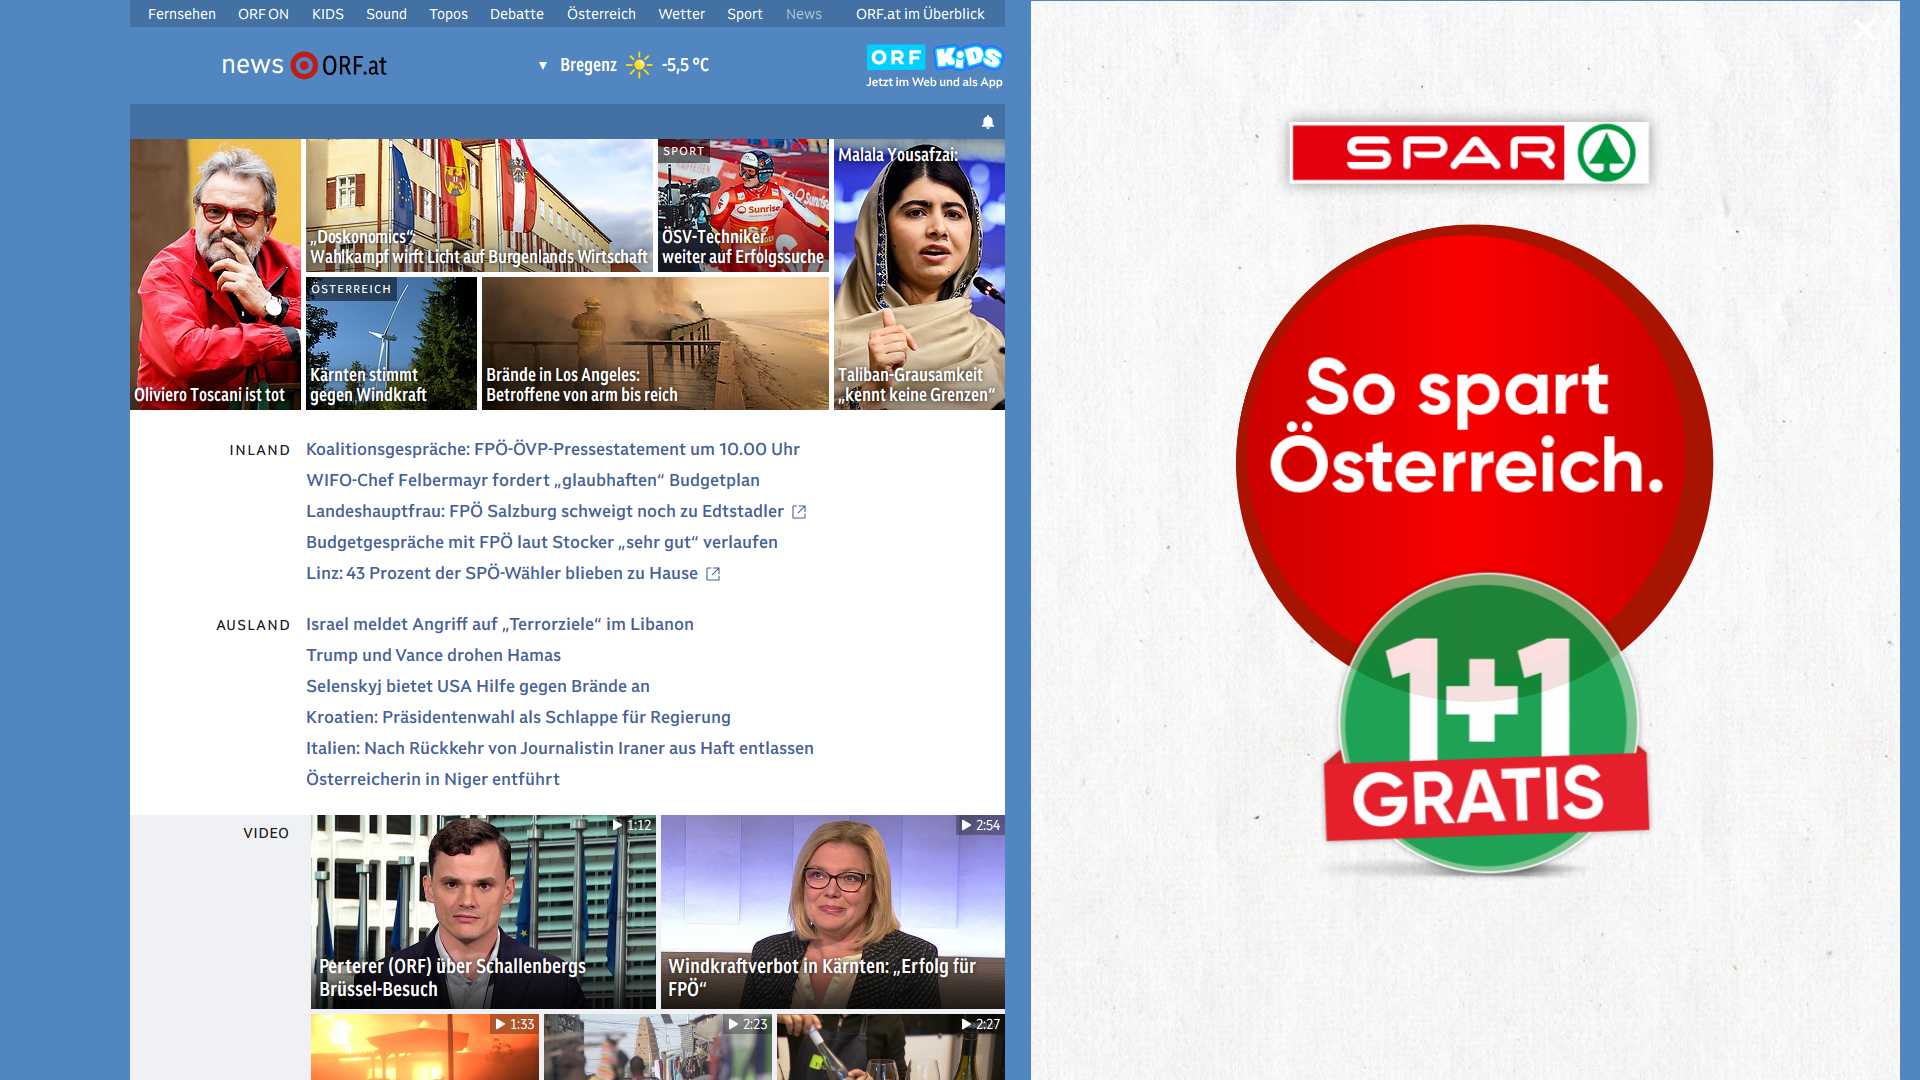 Fernsehen ORF ON KIDS Sound Topos Debatte Österreich Wetter Sport News ORF.at im Überblick
news ORF.at
▼ Bregenz -5,5 °C
ORF KiDS
Jetzt im Web und als App
Oliviero Toscani ist tot
„Doskonomics“:
Wahlkampf wirft Licht auf Burgenlands Wirtschaft
SPORT
Sunrise
ÖSV-Techniker
weiter auf Erfolgssuche
Malala Yousafzai:
Taliban-Grausamkeit
„kennt keine Grenzen“
ÖSTERREICH
Kärnten stimmt
gegen Windkraft
Brände in Los Angeles:
Betroffene von arm bis reich
INLAND
Koalitionsgespräche: FPÖ-ÖVP-Pressestatement um 10.00 Uhr
WIFO-Chef Felbermayr fordert „glaubhaften“ Budgetplan
Landeshauptfrau: FPÖ Salzburg schweigt noch zu Edtstadler
Budgetgespräche mit FPÖ laut Stocker „sehr gut“ verlaufen
Linz: 43 Prozent der SPÖ-Wähler blieben zu Hause
AUSLAND
Israel meldet Angriff auf „Terrorziele“ im Libanon
Trump und Vance drohen Hamas
Selenskyj bietet USA Hilfe gegen Brände an
Kroatien: Präsidentenwahl als Schlappe für Regierung
Italien: Nach Rückkehr von Journalistin Iraner aus Haft entlassen
Österreicherin in Niger entführt
VIDEO
1:12
Perterer (ORF) über Schallenbergs
Brüssel-Besuch
2:54
Windkraftverbot in Kärnten: „Erfolg für
FPÖ“
1:33
2:23
2:27
SPAR
So spart
Österreich.
1+1
GRATIS